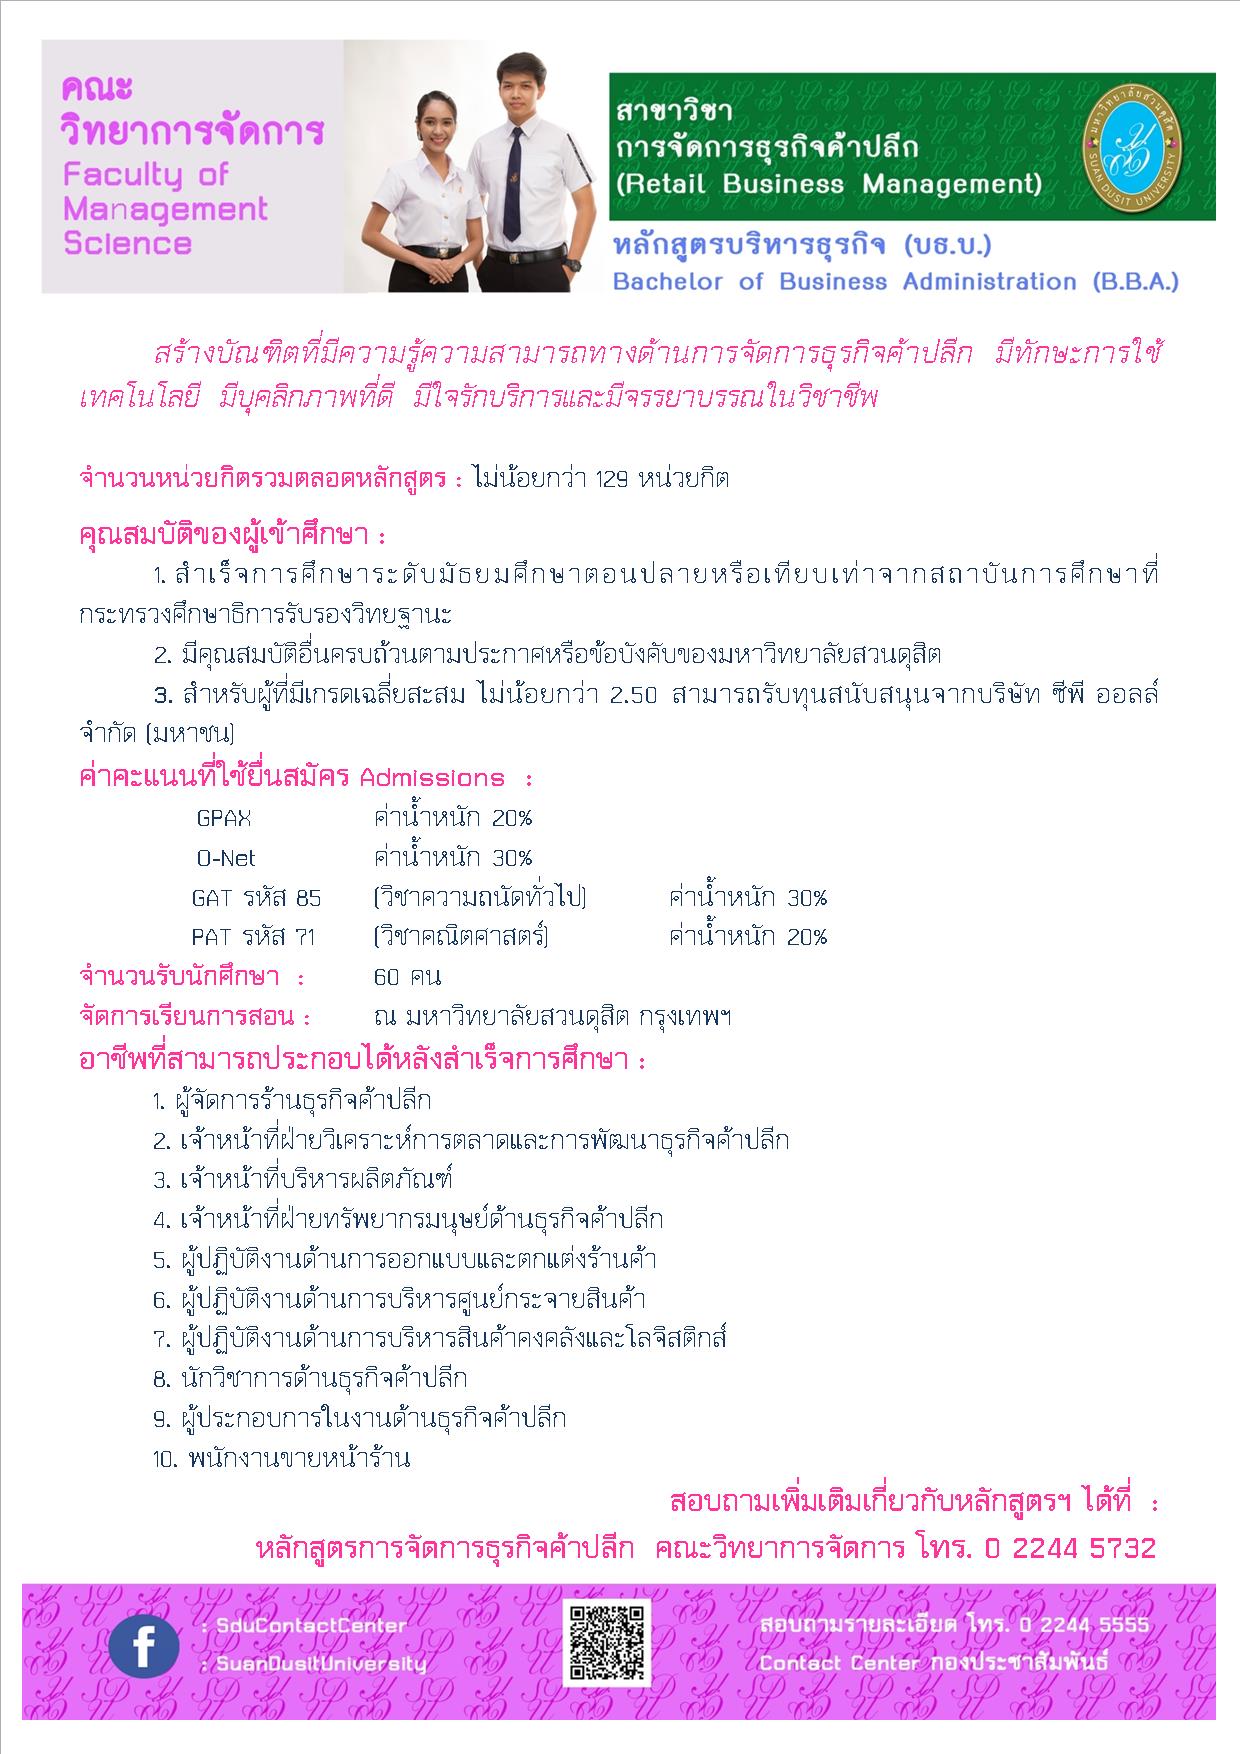 คณะ
วิทยาการจัดการ
Faculty of
Management
Science
สาขาวิชา
การจัดการธุรกิจค้าปลีก
(Retail Business Management)
มหาวิทยาลัยสวนดุสิต
SUAN DUSIT UNIVERSITY
หลักสูตรบริหารธุรกิจ (บธ.บ.)
Bachelor of Business Administration (B.B.A.)
สร้างบัณฑิตที่มีความรู้ความสามารถทางด้านการจัดการธุรกิจค้าปลีก มีทักษะการใช้
เทคโนโลยี มีบุคลิกภาพที่ดี มีใจรักบริการและมีจรรยาบรรณในวิชาชีพ
จำนวนหน่วยกิตรวมตลอดหลักสูตร : ไม่น้อยกว่า 129 หน่วยกิต
คุณสมบัติของผู้เข้าศึกษา :
1. สำเร็จการศึกษาระดับมัธยมศึกษาตอนปลายหรือเทียบเท่าจากสถาบันการศึกษาที่
กระทรวงศึกษาธิการรับรองวิทยฐานะ
2. มีคุณสมบัติอื่นครบถ้วนตามประกาศหรือข้อบังคับของมหาวิทยาลัยสวนดุสิต
3. สำหรับผู้ที่มีเกรดเฉลี่ยสะสม ไม่น้อยกว่า 2.50 สามารถรับทุนสนับสนุนจากบริษัท ซีพี ออลล์
จำกัด (มหาชน)
ค่าคะแนนที่ใช้ยื่นสมัคร Admissions :
GPAX ค่าน้ำหนัก 20%
O-Net ค่าน้ำหนัก 30%
GAT รหัส 85 (วิชาความถนัดทั่วไป) ค่าน้ำหนัก 30%
PAT รหัส 71 (วิชาคณิตศาสตร์) ค่าน้ำหนัก 20%
จำนวนรับนักศึกษา : 60 คน
จัดการเรียนการสอน : ณ มหาวิทยาลัยสวนดุสิต กรุงเทพฯ
อาชีพที่สามารถประกอบได้หลังสำเร็จการศึกษา :
1. ผู้จัดการร้านธุรกิจค้าปลีก
2. เจ้าหน้าที่ฝ่ายวิเคราะห์การตลาดและการพัฒนาธุรกิจค้าปลีก
3. เจ้าหน้าที่บริหารผลิตภัณฑ์
4. เจ้าหน้าที่ฝ่ายทรัพยากรมนุษย์ด้านธุรกิจค้าปลีก
5. ผู้ปฏิบัติงานด้านการออกแบบและตกแต่งร้านค้า
6. ผู้ปฏิบัติงานด้านการบริหารศูนย์กระจายสินค้า
7. ผู้ปฏิบัติงานด้านการบริหารสินค้าคงคลังและโลจิสติกส์
8. นักวิชาการด้านธุรกิจค้าปลีก
9. ผู้ประกอบการในงานด้านธุรกิจค้าปลีก
10. พนักงานขายหน้าร้าน
สอบถามเพิ่มเติมเกี่ยวกับหลักสูตรฯ ได้ที่ :
หลักสูตรการจัดการธุรกิจค้าปลีก คณะวิทยาการจัดการ โทร. 0 2244 5732
f : SduContactCenter
: SuanDusitUniversity
สอบถามรายละเอียด โทร. 0 2244 5555
Contact Center กองประชาสัมพันธ์